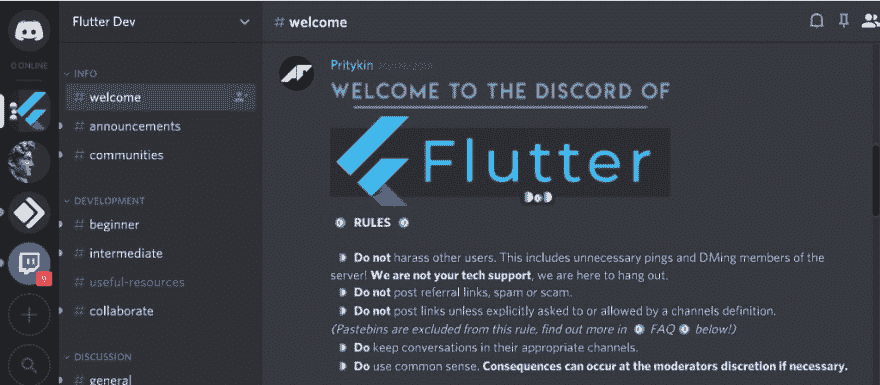 Flutter Dev
# welcome
0 ONLINE
INFO
# welcome
# announcements
# communities
DEVELOPMENT
# beginner
# intermediate
# useful-resources
# collaborate
DISCUSSION
# general
9
Pritykin
WELCOME TO THE DISCORD OF
Flutter
RULES
Do not harass other users. This includes unnecessary pings and DMing members of the
server! We are not your tech support, we are here to hang out.
Do not post referral links, spam or scam.
Do not post links unless explicitly asked to or allowed by a channels definition.
(Pastebins are excluded from this rule, find out more in FAQ below!)
Do keep conversations in their appropriate channels.
Do use common sense. Consequences can occur at the moderators discretion if necessary.